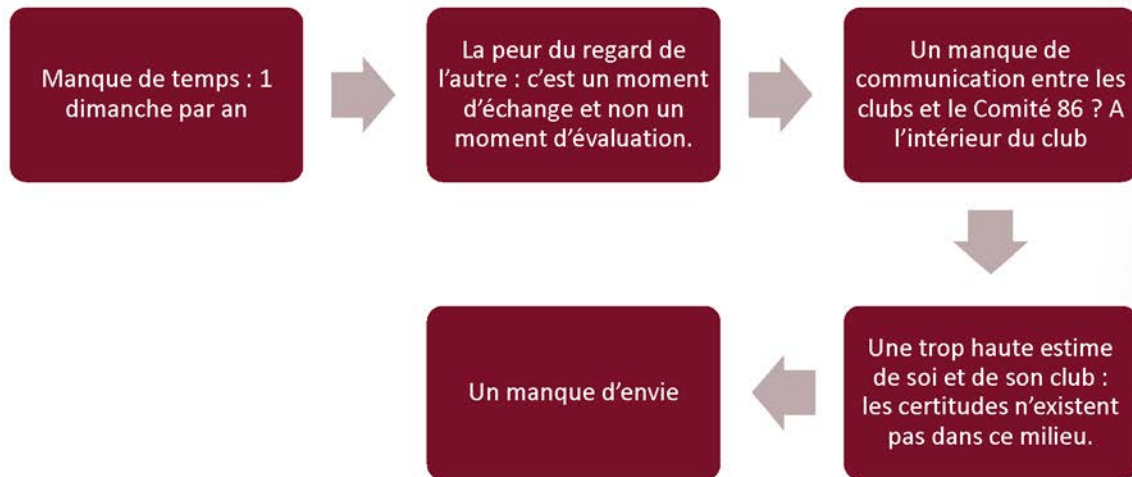 Manque de temps : 1
dimanche par an
La peur du regard de
l'autre : c'est un moment
d'échange et non un
moment d'évaluation.
Un manque de
communication entre les
clubs et le Comité 86 ? A
l'intérieur du club
Une trop haute estime
de soi et de son club :
les certitudes n'existent
pas dans ce milieu.
Un manque d'envie